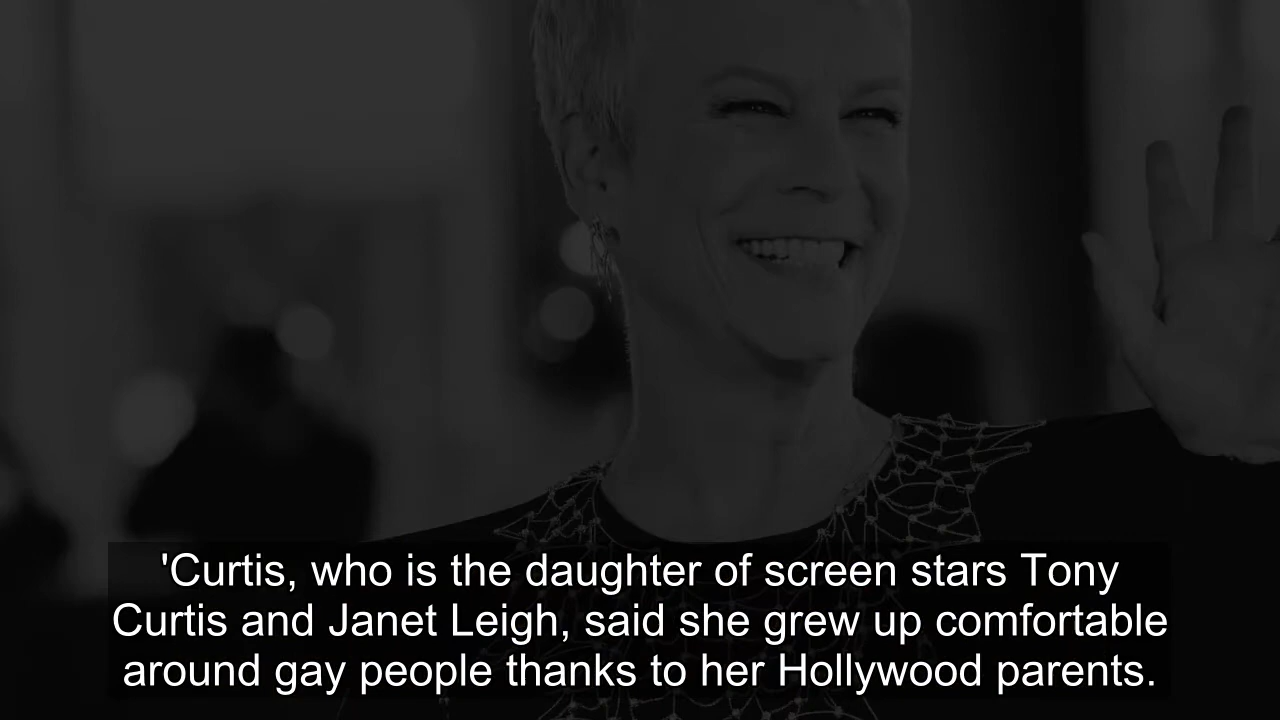 'Curtis, who is the daughter of screen stars Tony
Curtis and Janet Leigh, said she grew up comfortable
around gay people thanks to her Hollywood parents.